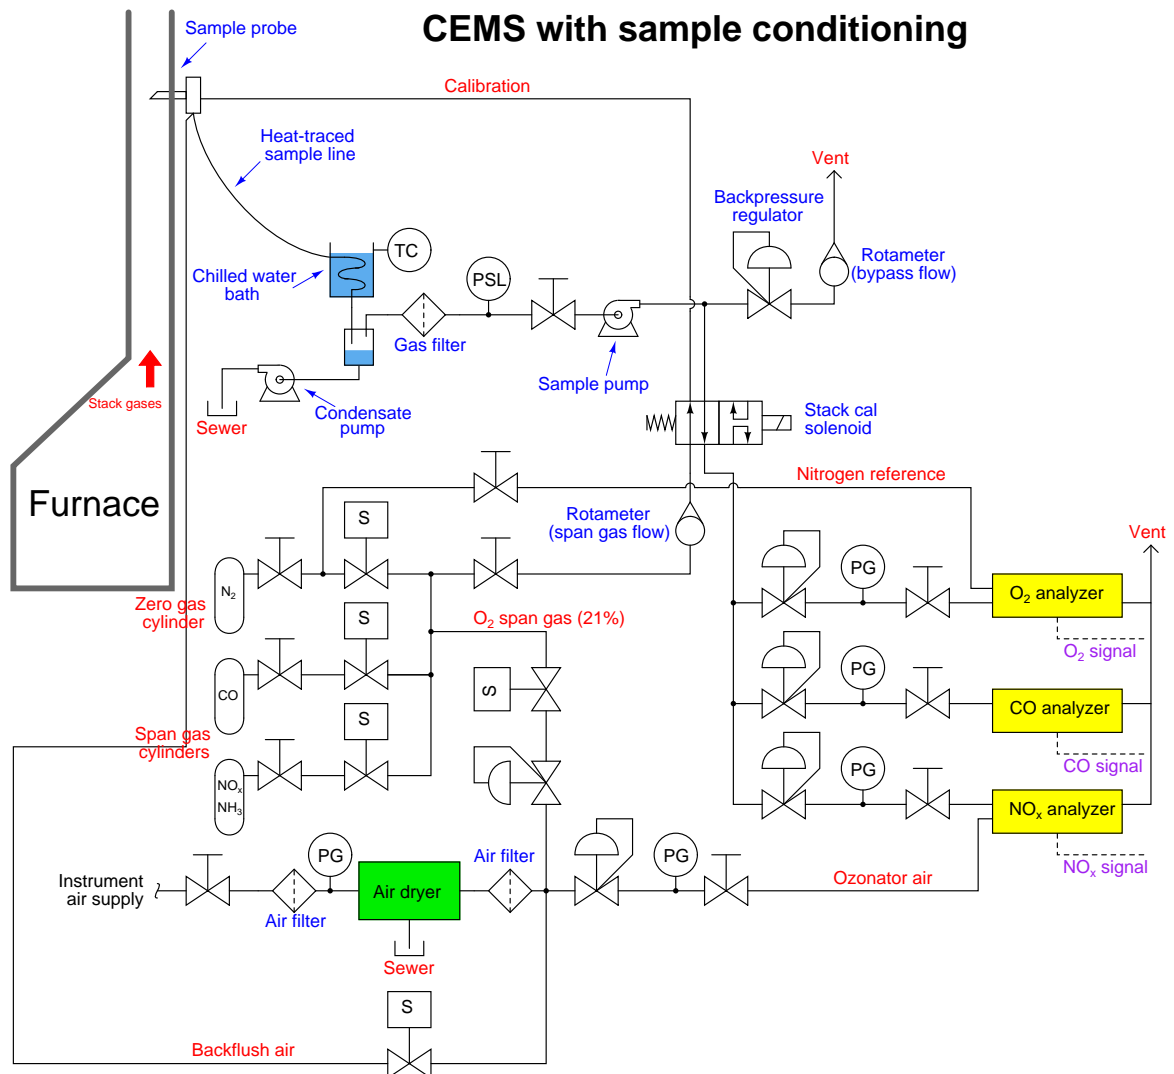 CEMS with sample conditioning
Sample probe
Calibration
Heat-traced
sample line
Vent
Backpressure
regulator
Rotameter
(bypass flow)
TC
Chilled water
bath
PSL
Gas filter
Sample pump
Stack gases
Condensate
pump
Sewer
Stack cal
solenoid
Furnace
Nitrogen reference
S
Rotameter
(span gas flow)
Vent
N₂
Zero gas
cylinder
PG
O₂ analyzer
S
O₂ span gas (21%)
O₂ signal
CO
S
PG
CO analyzer
S
Span gas
cylinders
CO signal
NOₓ
NH₃
PG
NOₓ analyzer
NOₓ signal
Instrument
air supply
Air filter
PG
Air dryer
Air filter
PG
Ozonator air
Sewer
S
Backflush air